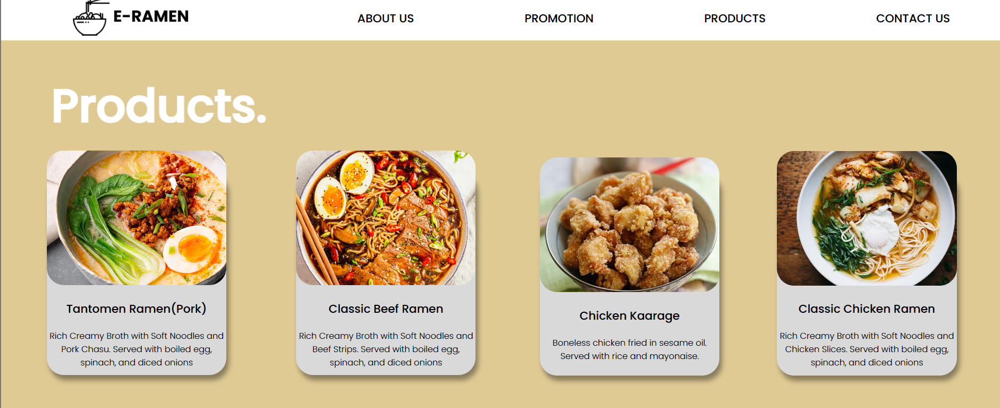 E-RAMEN
ABOUT US
PROMOTION
PRODUCTS
CONTACT US
Products.
Tantomen Ramen(Pork)
Rich Creamy Broth with Soft Noodles and
Pork Chasu. Served with boiled egg,
spinach, and diced onions
Classic Beef Ramen
Rich Creamy Broth with Soft Noodles and
Beef Strips. Served with boiled egg,
spinach, and diced onions
Chicken Kaarage
Boneless chicken fried in sesame oil.
Served with rice and mayonaise.
Classic Chicken Ramen
Rich Creamy Broth with Soft Noodles and
Chicken Slices. Served with boiled egg,
spinach, and diced onions